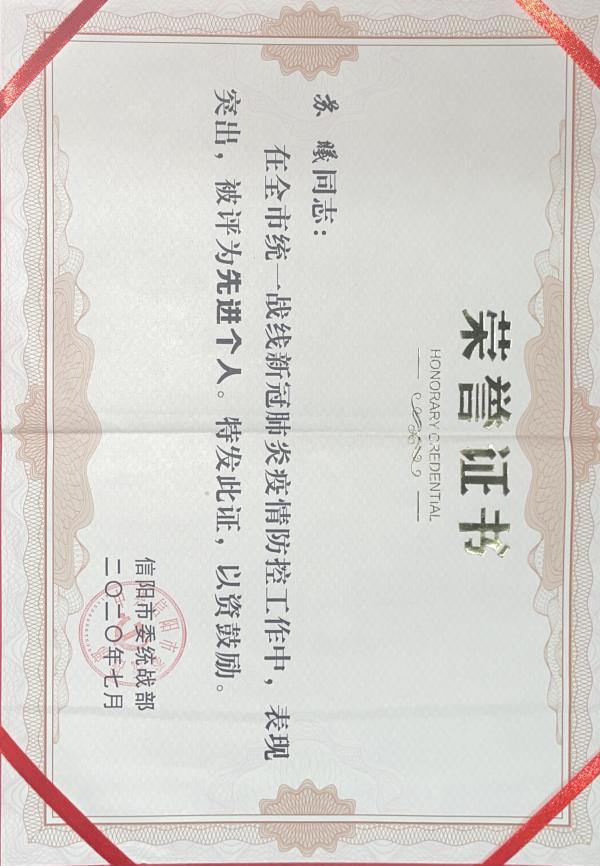 荣誉证书
HONORARY CREDENTIAL
苏曦同志：
在全市统一战线新冠肺炎疫情防控工作中，表现
突出，被评为先进个人。特发此证，以资鼓励。
信阳市委统战部
二〇二〇年七月